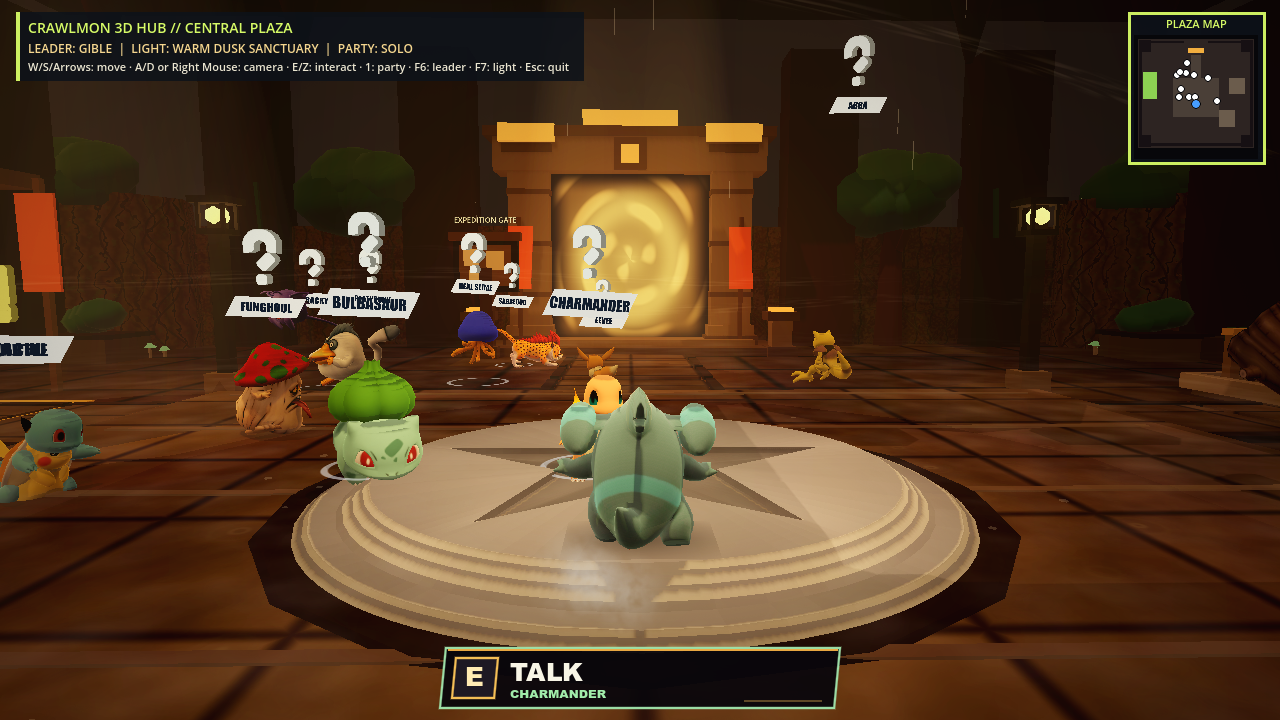 CRAWLMON 3D HUB // CENTRAL PLAZA
LEADER: GIBLE | LIGHT: WARM DUSK SANCTUARY | PARTY: SOLO
W/S/Arrows: move · A/D or Right Mouse: camera · E/Z: interact · 1: party · F6: leader · F7: light · Esc: quit
PLAZA MAP
?
ABRA
EXPEDITION GATE
?
?
?
?
?
?
FUNGHOUL
BULBASAUR
CHARMANDER
EEVEE
E
TALK
CHARMANDER